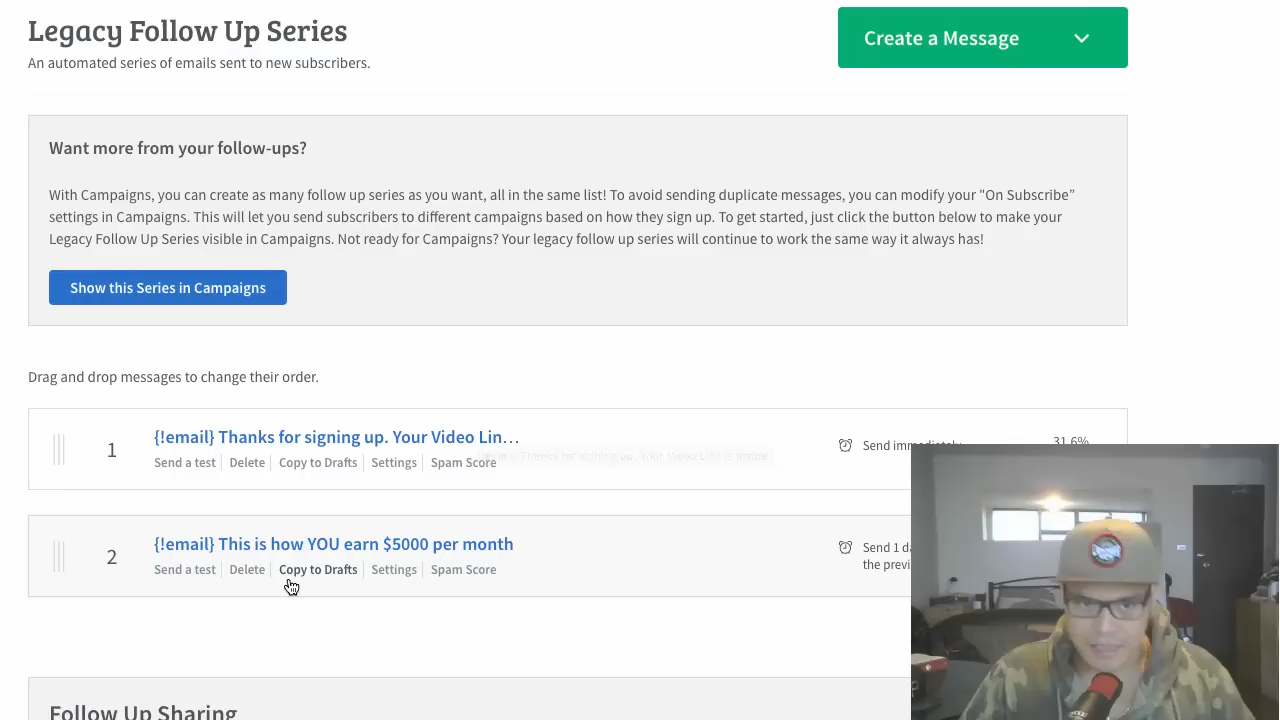 Legacy Follow Up Series
Create a Message
An automated series of emails sent to new subscribers.
Want more from your follow-ups?
With Campaigns, you can create as many follow up series as you want, all in the same list! To avoid sending duplicate messages, you can modify your "On Subscribe"
settings in Campaigns. This will let you send subscribers to different campaigns based on how they sign up. To get started, just click the button below to make your
Legacy Follow Up Series visible in Campaigns. Not ready for Campaigns? Your legacy follow up series will continue to work the same way it always has!
Show this Series in Campaigns
Drag and drop messages to change their order.
1
{!email} Thanks for signing up. Your Video Lin...
Send a test Delete Copy to Drafts Settings Spam Score
Send immediately
31.6%
2
{!email} This is how YOU earn $5000 per month
Send a test Delete Copy to Drafts Settings Spam Score
Send 1 da
the previ
Follow Up Sharing